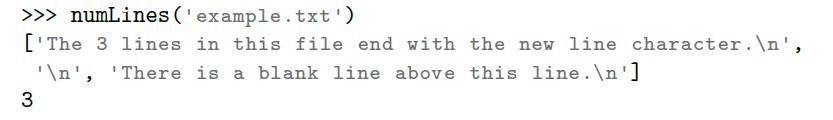 >>> numLines('example.txt')
['The 3 lines in this file end with the new line character.\n',
'\n', 'There is a blank line above this line.\n']
3